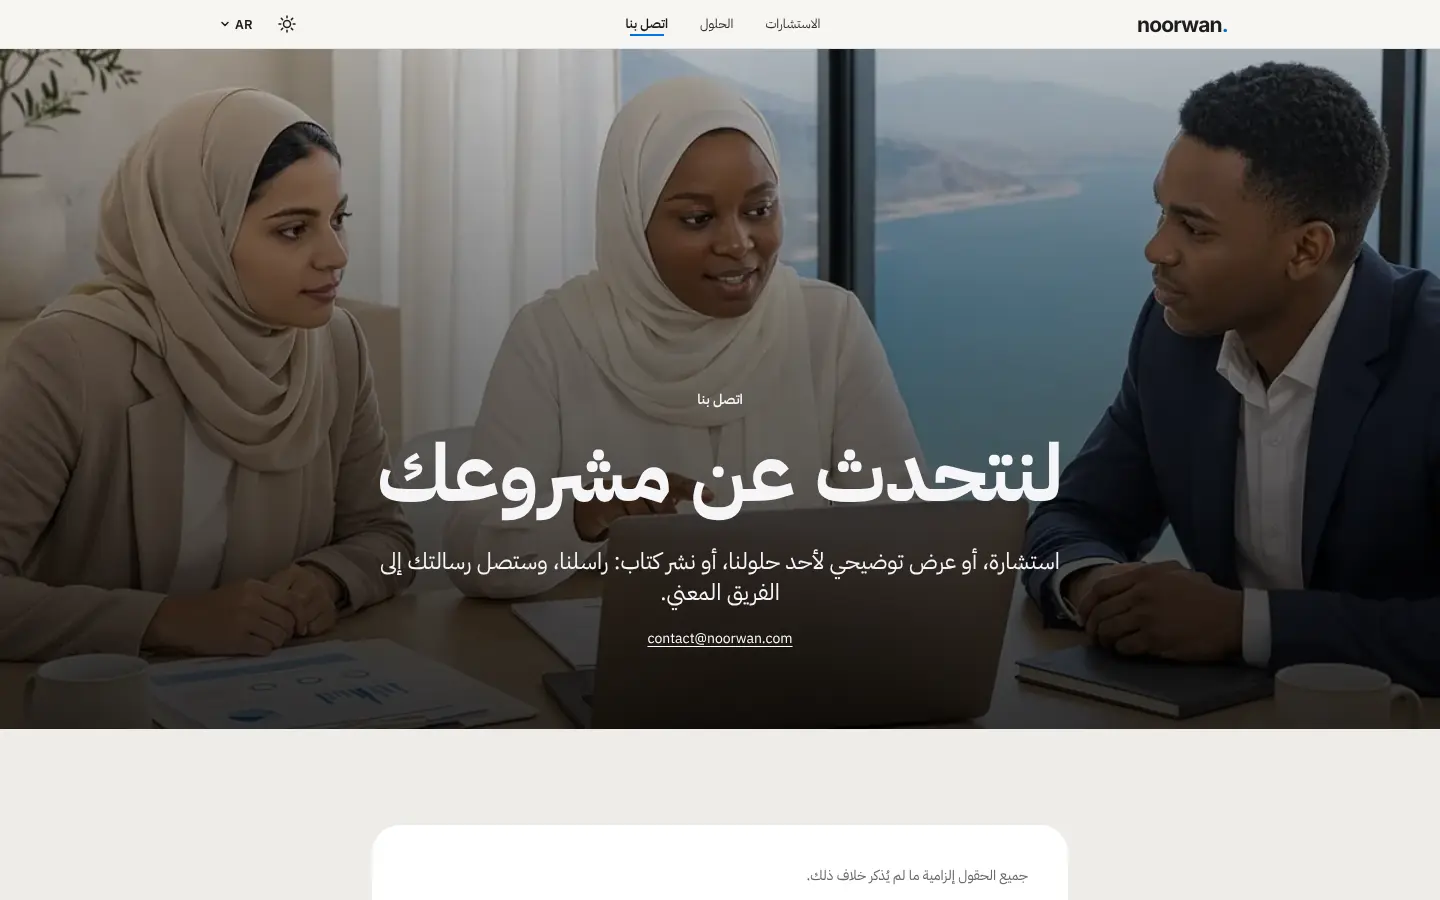 noorwan.
الاستشارات
الحلول
اتصل بنا
AR
اتصل بنا
لنتحدث عن مشروعك
استشارة، أو عرض توضيحي لأحد حلولنا، أو نشر كتاب: راسلنا، وستصل رسالتك إلى
الفريق المعني.
contact@noorwan.com
جميع الحقول إلزامية ما لم يُذكر خلاف ذلك.